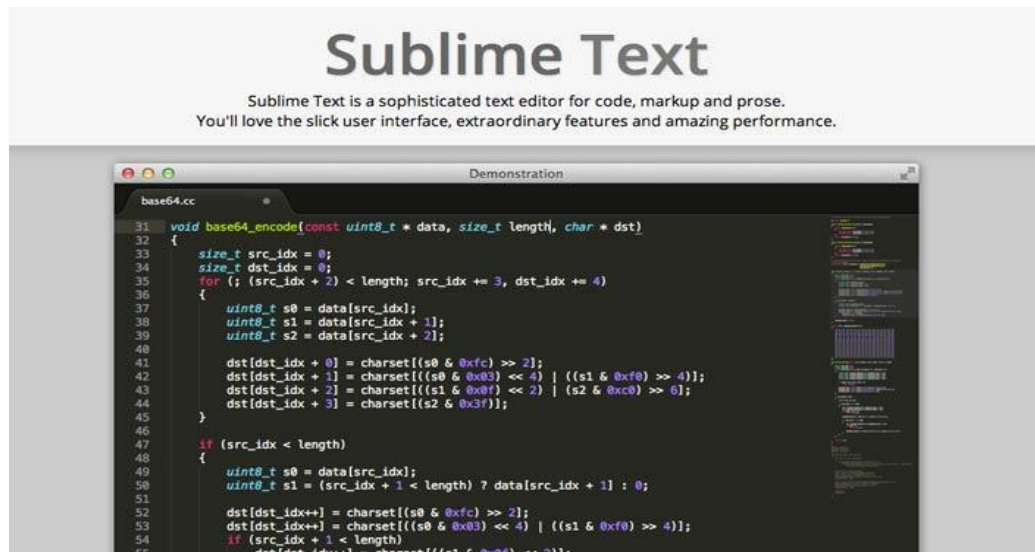 Sublime Text
Sublime Text is a sophisticated text editor for code, markup and prose.
You'll love the slick user interface, extraordinary features and amazing performance.
Demonstration
base64.cc
31 void base64_encode(const uint8_t * data, size_t length, char * dst)
32 {
33 size_t src_idx = 0;
34 size_t dst_idx = 0;
35 for (; (src_idx + 2) < length; src_idx += 3, dst_idx += 4)
36 {
37 uint8_t s0 = data[src_idx];
38 uint8_t s1 = data[src_idx + 1];
39 uint8_t s2 = data[src_idx + 2];
40
41 dst[dst_idx + 0] = charset[(s0 & 0xfc) >> 2];
42 dst[dst_idx + 1] = charset[((s0 & 0x03) << 4) | ((s1 & 0xf0) >> 4)];
43 dst[dst_idx + 2] = charset[((s1 & 0x0f) << 2) | (s2 & 0xc0) >> 6];
44 dst[dst_idx + 3] = charset[(s2 & 0x3f)];
45 }
46
47 if (src_idx < length)
48 {
49 uint8_t s0 = data[src_idx];
50 uint8_t s1 = (src_idx + 1 < length) ? data[src_idx + 1] : 0;
51
52 dst[dst_idx++] = charset[(s0 & 0xfc) >> 2];
53 dst[dst_idx++] = charset[((s0 & 0x03) << 4) | ((s1 & 0xf0) >> 4)];
54 if (src_idx + 1 < length)